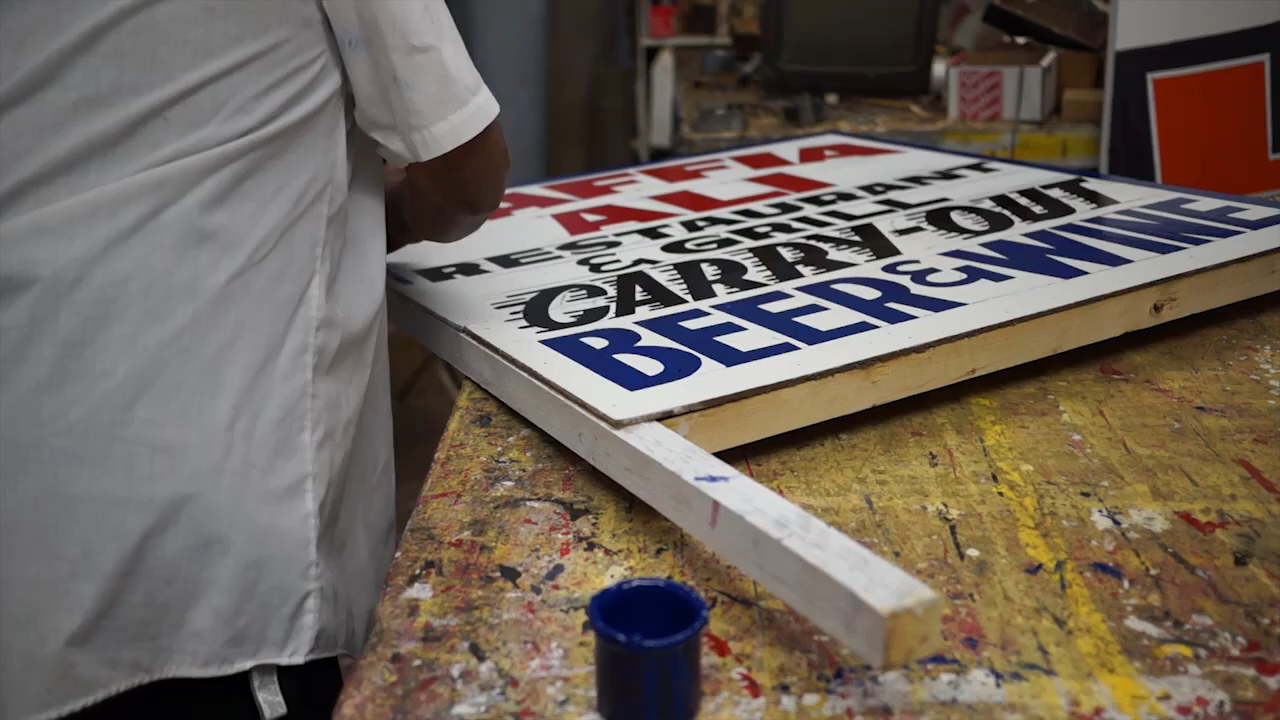 ALI
RESTAURANT
& GRILL
CARRY-OUT
BEER & WINE